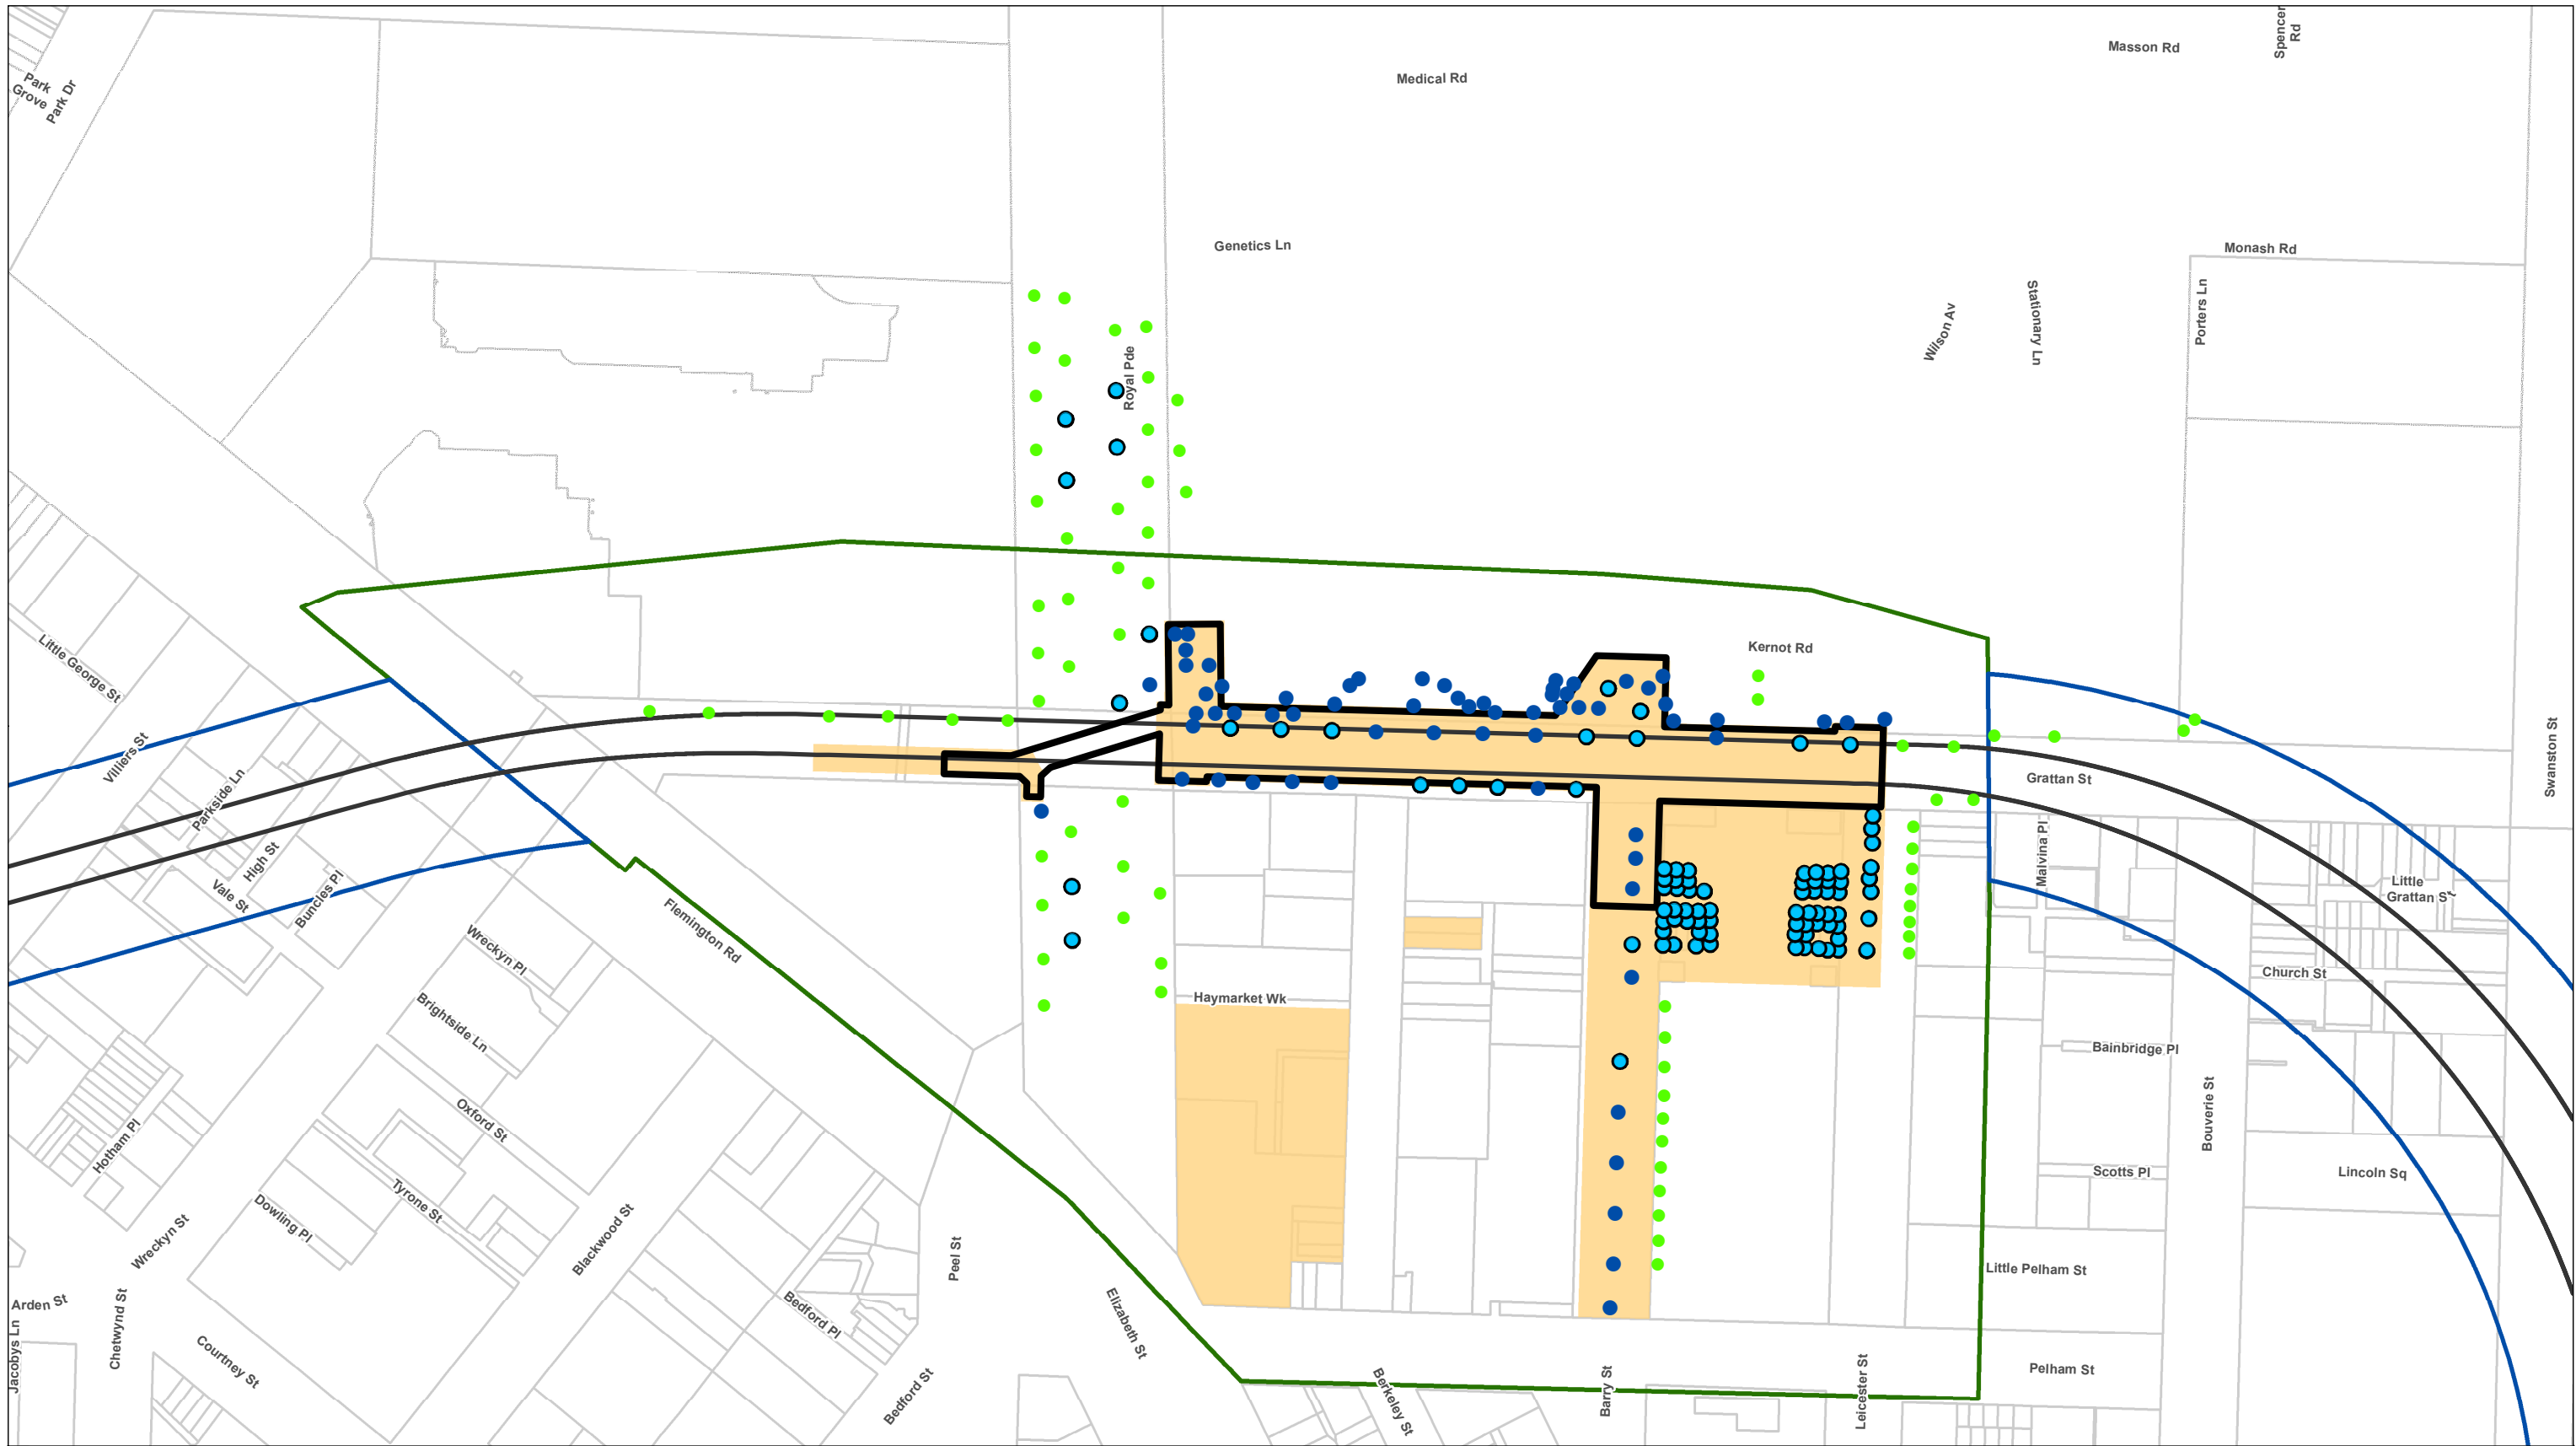 Spencer
Rd
Masson Rd
Medical Rd
Park
Grove
Park Dr
Genetics Ln
Monash Rd
Porters Ln
Stationary Ln
Wilson Av
Royal Pde
Kernot Rd
Little George St
Villiers St
Swanston St
Grattan St
Parkside Ln
High St
Vale St
Buncles Pl
Malvina Pl
Little
Grattan St
Flemington Rd
Wreckyn Pl
Church St
Haymarket Wk
Brightside Ln
Bainbridge Pl
Oxford St
Bouverie St
Hotham Pl
Scotts Pl
Lincoln Sq
Tyrone St
Dowling Pl
Wreckyn St
Blackwood St
Peel St
Little Pelham St
Arden St
Bedford Pl
Elizabeth St
Chetwynd St
Jacobys Ln
Courtney St
Pelham St
Bedford St
Berkeley St
Barry St
Leicester St